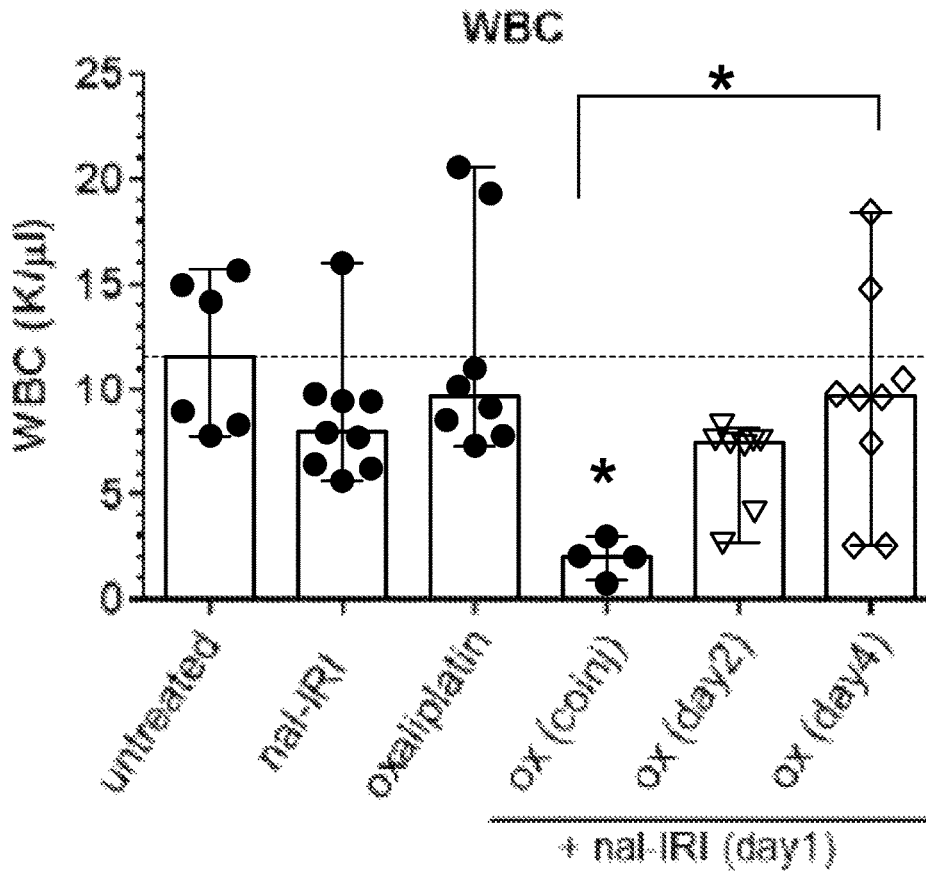 WBC
WBC (K/µl)
25
20
15
10
5
0
*
*
untreated
nal-IRI
oxaliplatin
ox (coinj)
ox (day2)
ox (day4)
+ nal-IRI (day1)